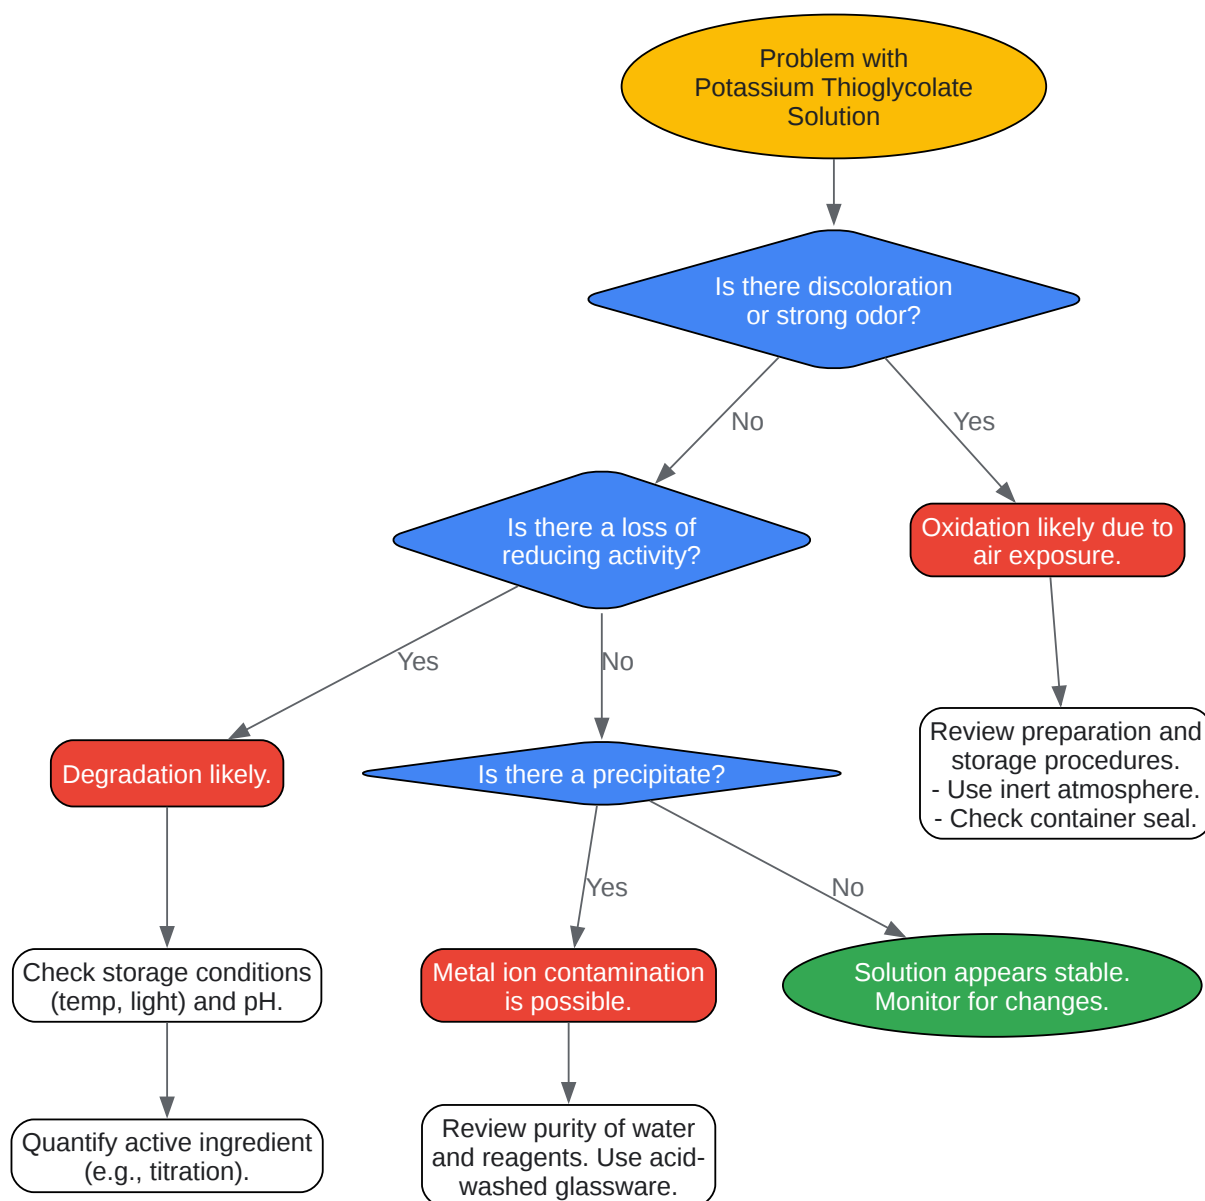 Problem with
Potassium Thioglycolate
Solution
Is there discoloration
or strong odor?
No
Yes
Is there a loss of
reducing activity?
Oxidation likely due to
air exposure.
Yes
No
Review preparation and
storage procedures.
- Use inert atmosphere.
- Check container seal.
Degradation likely.
Is there a precipitate?
Yes
No
Check storage conditions
(temp, light) and pH.
Metal ion contamination
is possible.
Solution appears stable.
Monitor for changes.
Quantify active ingredient
(e.g., titration).
Review purity of water
and reagents. Use acid-
washed glassware.